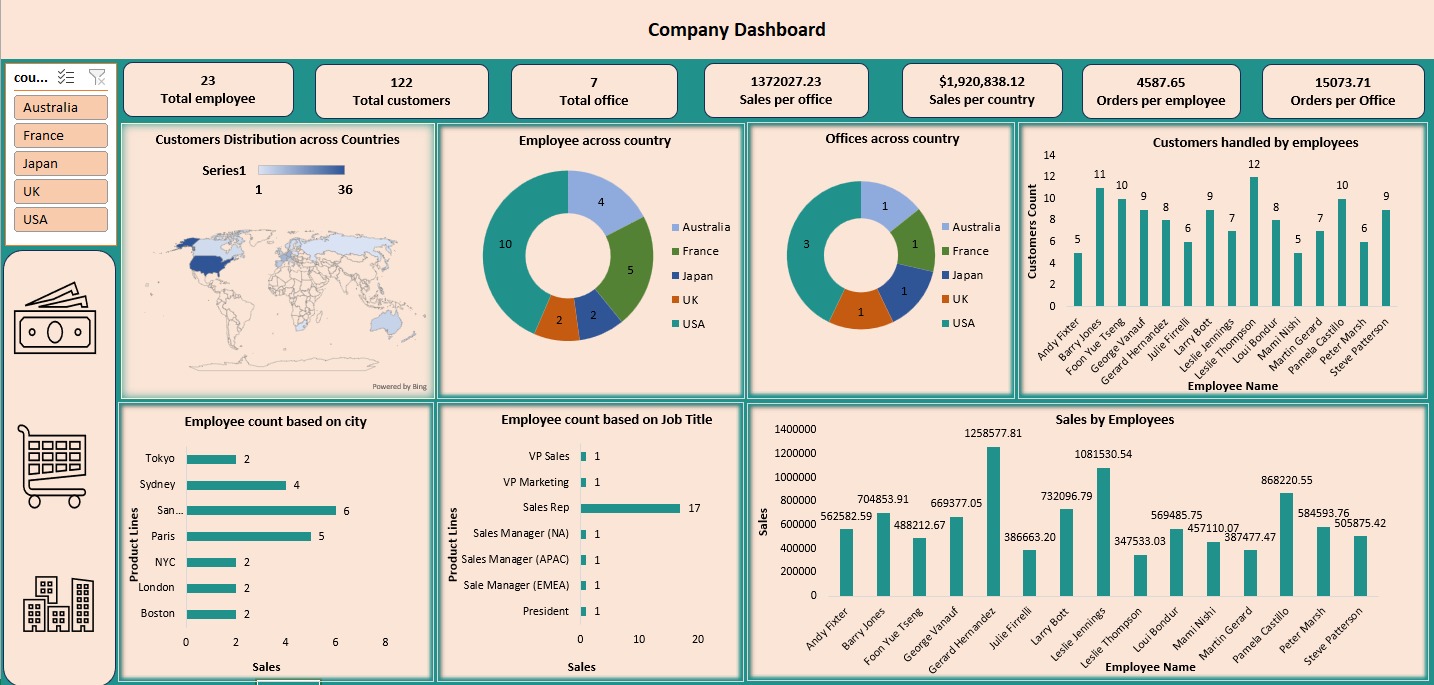 Company Dashboard
cou...
Australia
France
Japan
UK
USA
23
Total employee
122
Total customers
7
Total office
1372027.23
Sales per office
$1,920,838.12
Sales per country
4587.65
Orders per employee
15073.71
Orders per Office
Customers Distribution across Countries
Series1
1
36
Powered by Bing
Employee across country
4
5
2
2
10
Australia
France
Japan
UK
USA
Offices across country
1
1
1
1
3
Australia
France
Japan
UK
USA
Customers handled by employees
Customers Count
14
12
10
8
6
4
2
0
5
11
10
9
8
6
9
7
12
8
5
7
10
6
9
Andy Fixter
Barry Jones
Foon Yue Tseng
George Vanauf
Gerard Hernandez
Julie Firrelli
Larry Bott
Leslie Jennings
Leslie Thompson
Loui Bondur
Mami Nishi
Martin Gerard
Pamela Castillo
Peter Marsh
Steve Patterson
Employee Name
Employee count based on city
Product Lines
Tokyo
2
Sydney
4
San...
6
Paris
5
NYC
2
London
2
Boston
2
0
2
4
6
8
Sales
Employee count based on Job Title
Product Lines
VP Sales
1
VP Marketing
1
Sales Rep
17
Sales Manager (NA)
1
Sales Manager (APAC)
1
Sale Manager (EMEA)
1
President
1
0
10
20
Sales
Sales by Employees
Sales
1400000
1200000
1000000
800000
600000
400000
200000
0
562582.59
704853.91
488212.67
669377.05
1258577.81
386663.20
732096.79
1081530.54
347533.03
569485.75
457110.07
387477.47
868220.55
584593.76
505875.42
Andy Fixter
Barry Jones
Foon Yue Tseng
George Vanauf
Gerard Hernandez
Julie Firrelli
Larry Bott
Leslie Jennings
Leslie Thompson
Loui Bondur
Mami Nishi
Martin Gerard
Pamela Castillo
Peter Marsh
Steve Patterson
Employee Name